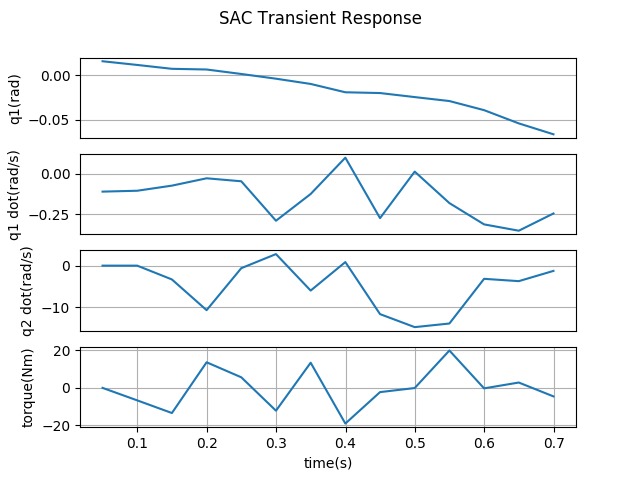 SAC Transient Response
q1(rad)
0.00
−0.05
q1 dot(rad/s)
0.00
−0.25
q2 dot(rad/s)
0
−10
torque(Nm)
20
0
−20
0.1 0.2 0.3 0.4 0.5 0.6 0.7
time(s)